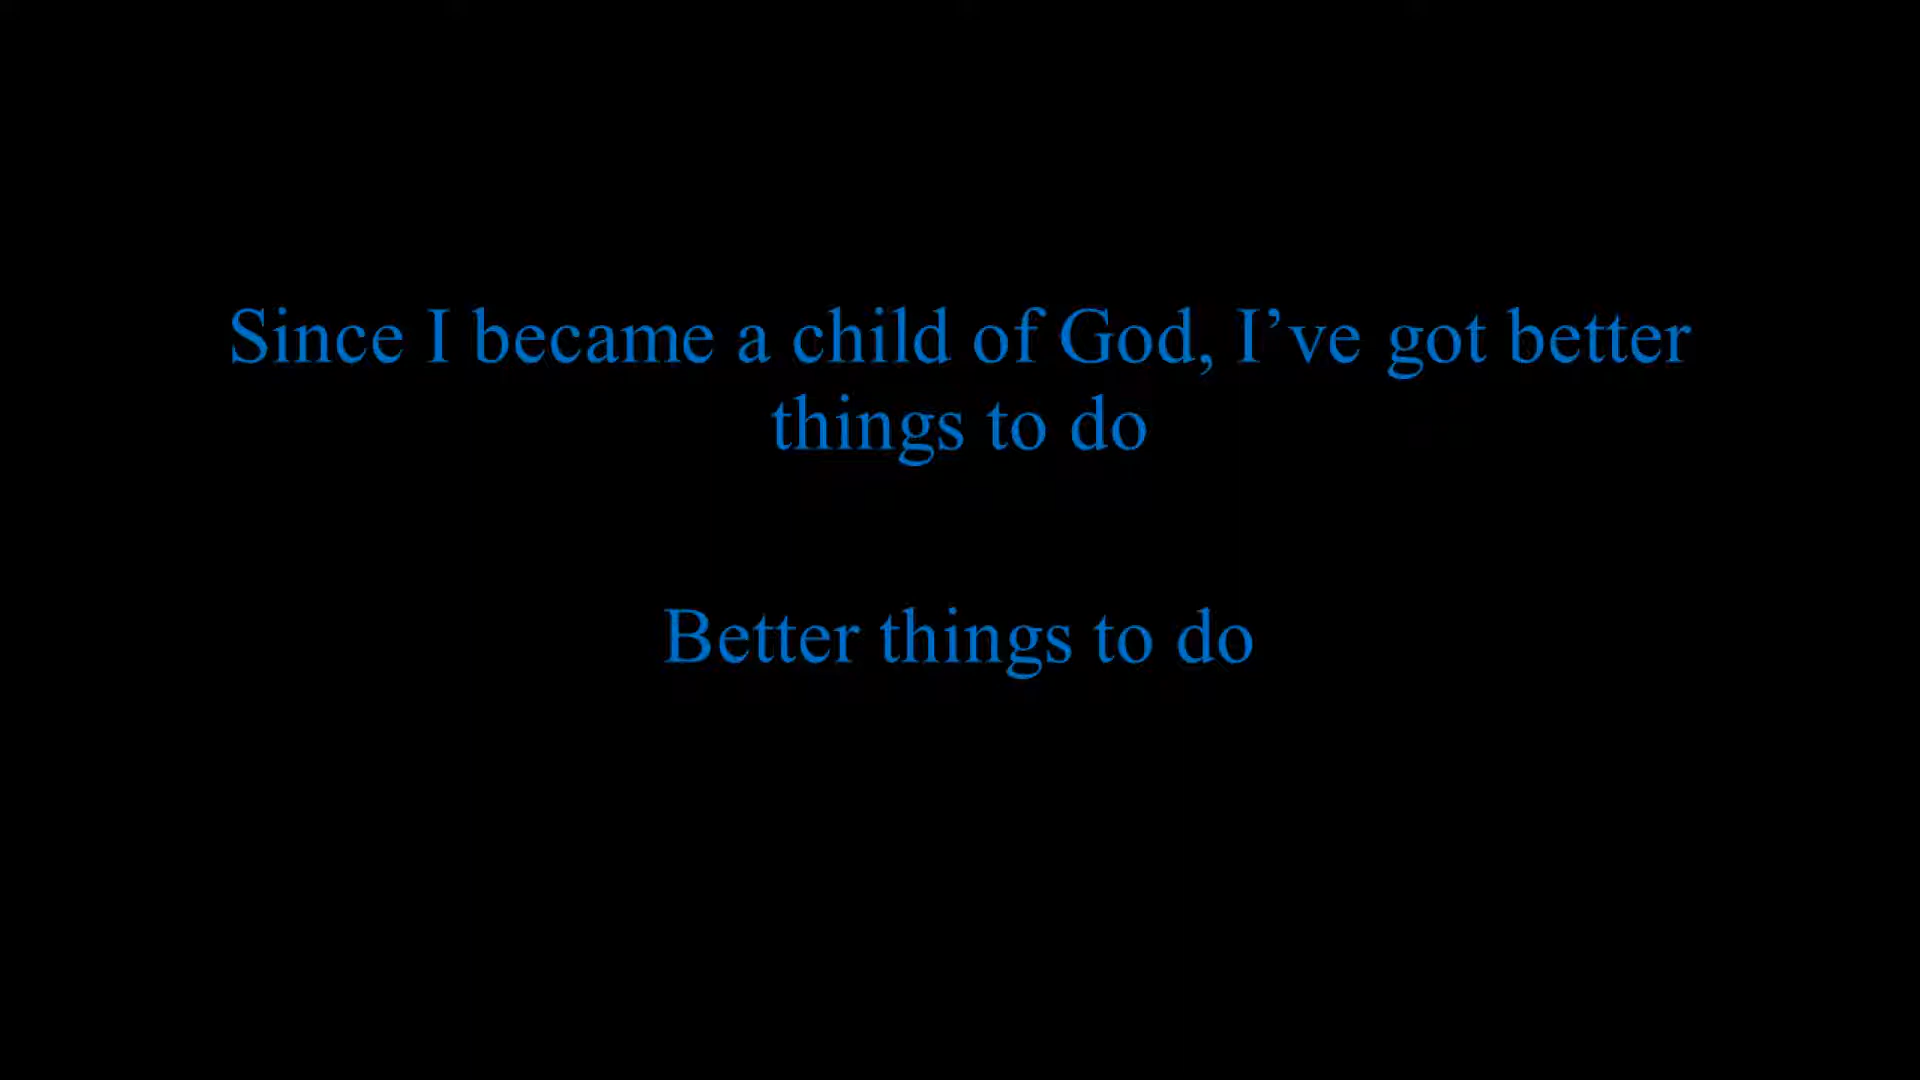 Since I became a child of God, I’ve got better
things to do
Better things to do